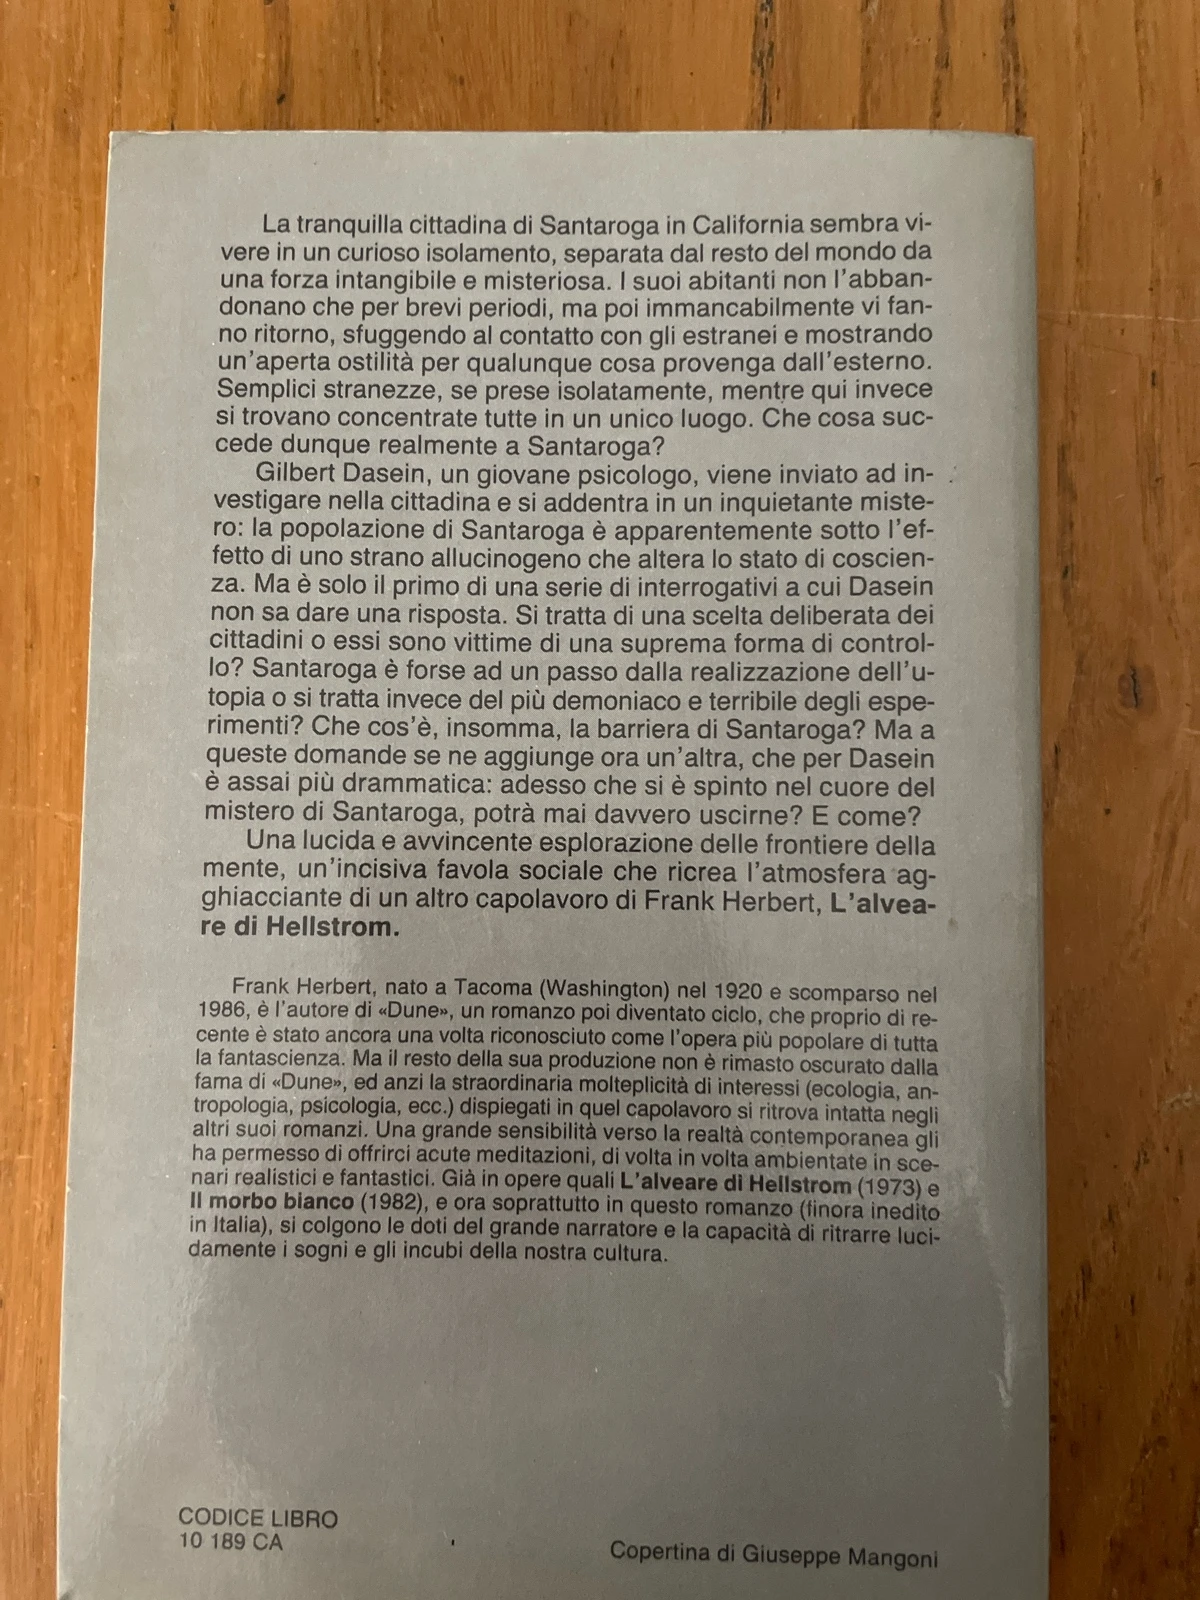 La tranquilla cittadina di Santaroga in California sembra vi-
vere in un curioso isolamento, separata dal resto del mondo da
una forza intangibile e misteriosa. I suoi abitanti non l'abban-
donano che per brevi periodi, ma poi immancabilmente vi fan-
no ritorno, sfuggendo al contatto con gli estranei e mostrando
un'aperta ostilità per qualunque cosa provenga dall'esterno.
Semplici stranezze, se prese isolatamente, mentre qui invece
si trovano concentrate tutte in un unico luogo. Che cosa suc-
cede dunque realmente a Santaroga?
Gilbert Dasein, un giovane psicologo, viene inviato ad in-
vestigare nella cittadina e si addentra in un inquietante miste-
ro: la popolazione di Santaroga è apparentemente sotto l'ef-
fetto di uno strano allucinogeno che altera lo stato di coscien-
za. Ma è solo il primo di una serie di interrogativi a cui Dasein
non sa dare una risposta. Si tratta di una scelta deliberata dei
cittadini o essi sono vittime di una suprema forma di control-
lo? Santaroga è forse ad un passo dalla realizzazione dell'u-
topia o si tratta invece del più demoniaco e terribile degli espe-
rimenti? Che cos'è, insomma, la barriera di Santaroga? Ma a
queste domande se ne aggiunge ora un'altra, che per Dasein
è assai più drammatica: adesso che si è spinto nel cuore del
mistero di Santaroga, potrà mai davvero uscirne? E come?
Una lucida e avvincente esplorazione delle frontiere della
mente, un'incisiva favola sociale che ricrea l'atmosfera ag-
ghiacciante di un altro capolavoro di Frank Herbert, L'alvea-
re di Hellstrom.
Frank Herbert, nato a Tacoma (Washington) nel 1920 e scomparso nel
1986, è l'autore di «Dune», un romanzo poi diventato ciclo, che proprio di re-
cente è stato ancora una volta riconosciuto come l'opera più popolare di tutta
la fantascienza. Ma il resto della sua produzione non è rimasto oscurato dalla
fama di «Dune», ed anzi la straordinaria molteplicità di interessi (ecologia, an-
tropologia, psicologia, ecc.) dispiegati in quel capolavoro si ritrova intatta negli
altri suoi romanzi. Una grande sensibilità verso la realtà contemporanea gli
ha permesso di offrirci acute meditazioni, di volta in volta ambientate in sce-
nari realistici e fantastici. Già in opere quali L'alveare di Hellstrom (1973) e
Il morbo bianco (1982), e ora soprattutto in questo romanzo (finora inedito
in Italia), si colgono le doti del grande narratore e la capacità di ritrarre luci-
damente i sogni e gli incubi della nostra cultura.
CODICE LIBRO
10 189 CA
Copertina di Giuseppe Mangoni